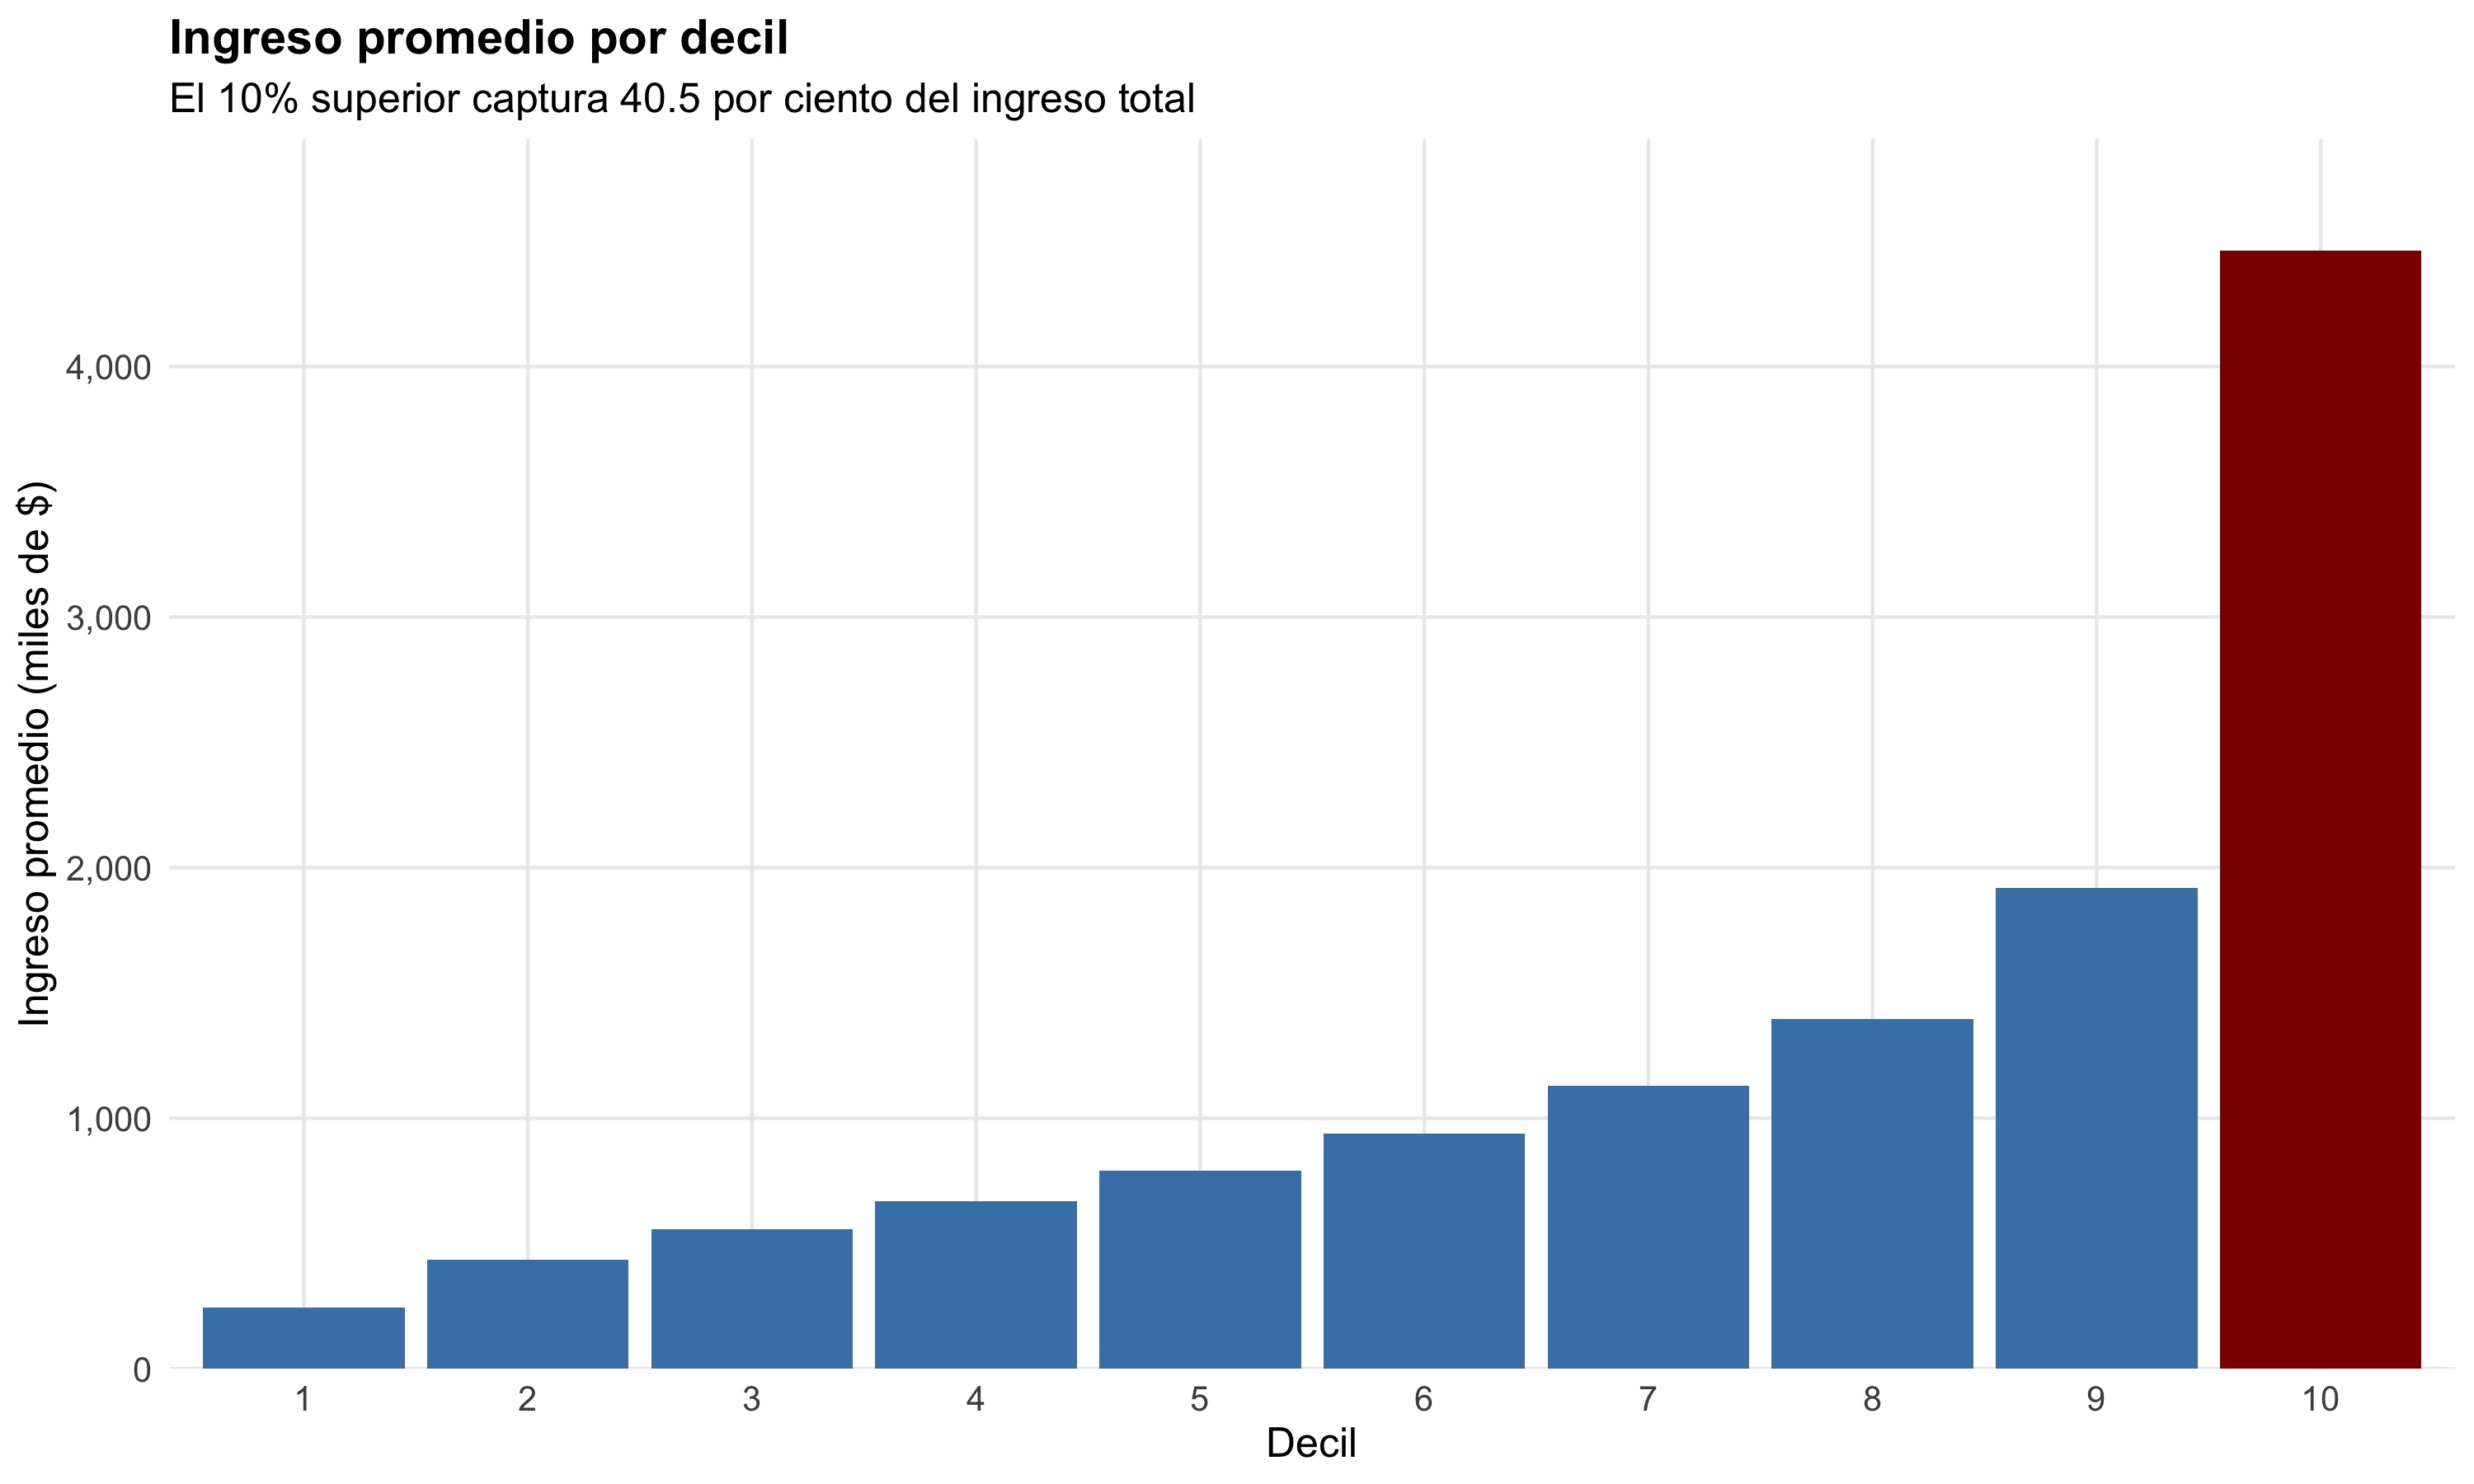 Ingreso promedio por decil
El 10% superior captura 40.5 por ciento del ingreso total
Ingreso promedio (miles de $)
4,000
3,000
2,000
1,000
0
1 2 3 4 5 6 7 8 9 10
Decil